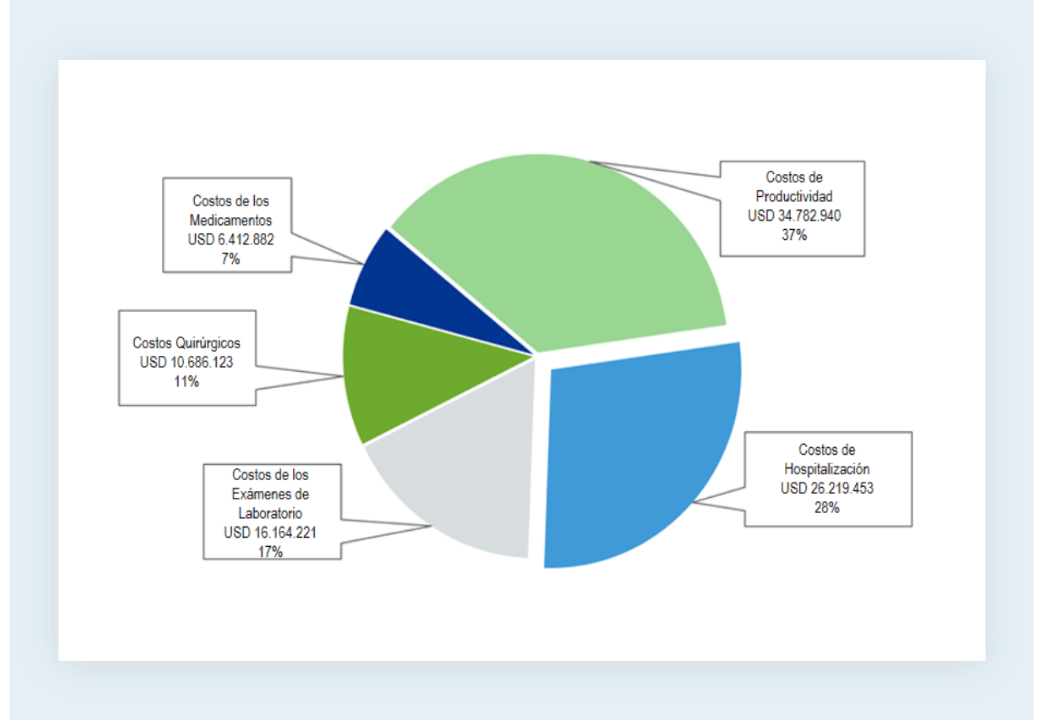 Costos de los
Medicamentos
USD 6.412.882
7%
Costos de
Productividad
USD 34.782.940
37%
Costos Quirúrgicos
USD 10.686.123
11%
Costos de
Hospitalización
USD 26.219.453
28%
Costos de los
Exámenes de
Laboratorio
USD 16.164.221
17%